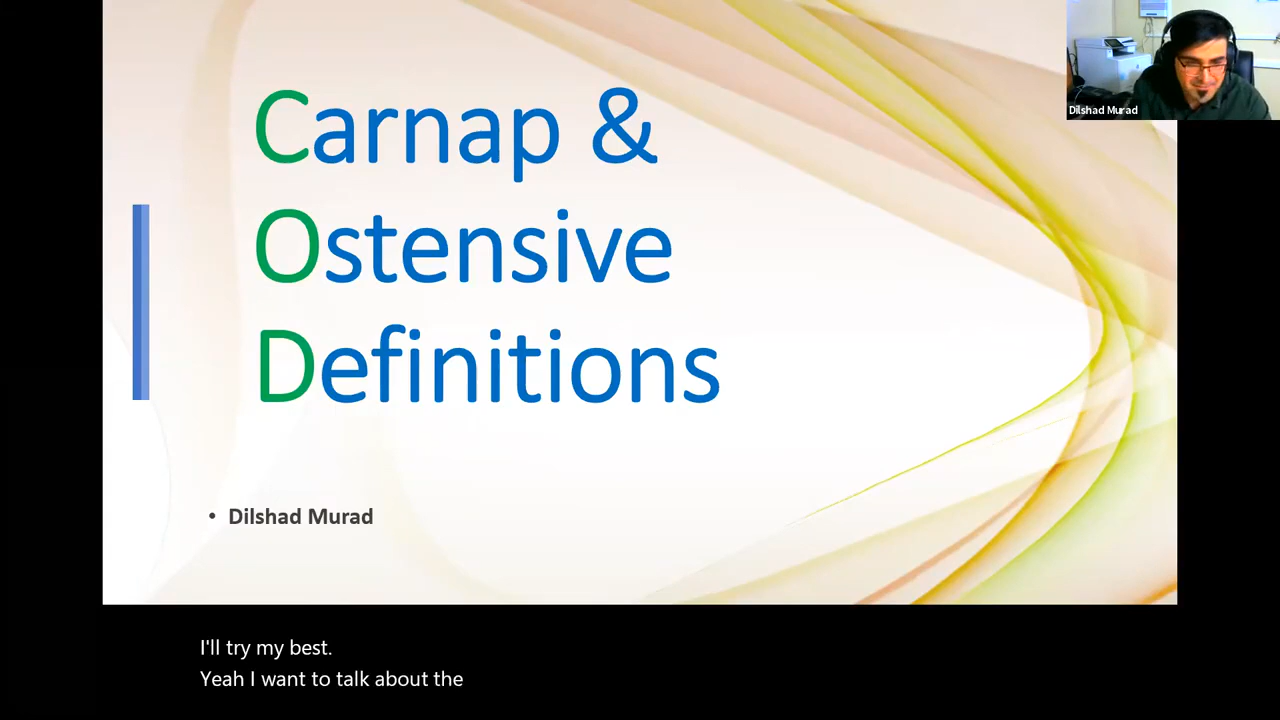 Carnap &
Ostensive
Definitions
• Dilshad Murad
Dilshad Murad
I'll try my best.
Yeah I want to talk about the